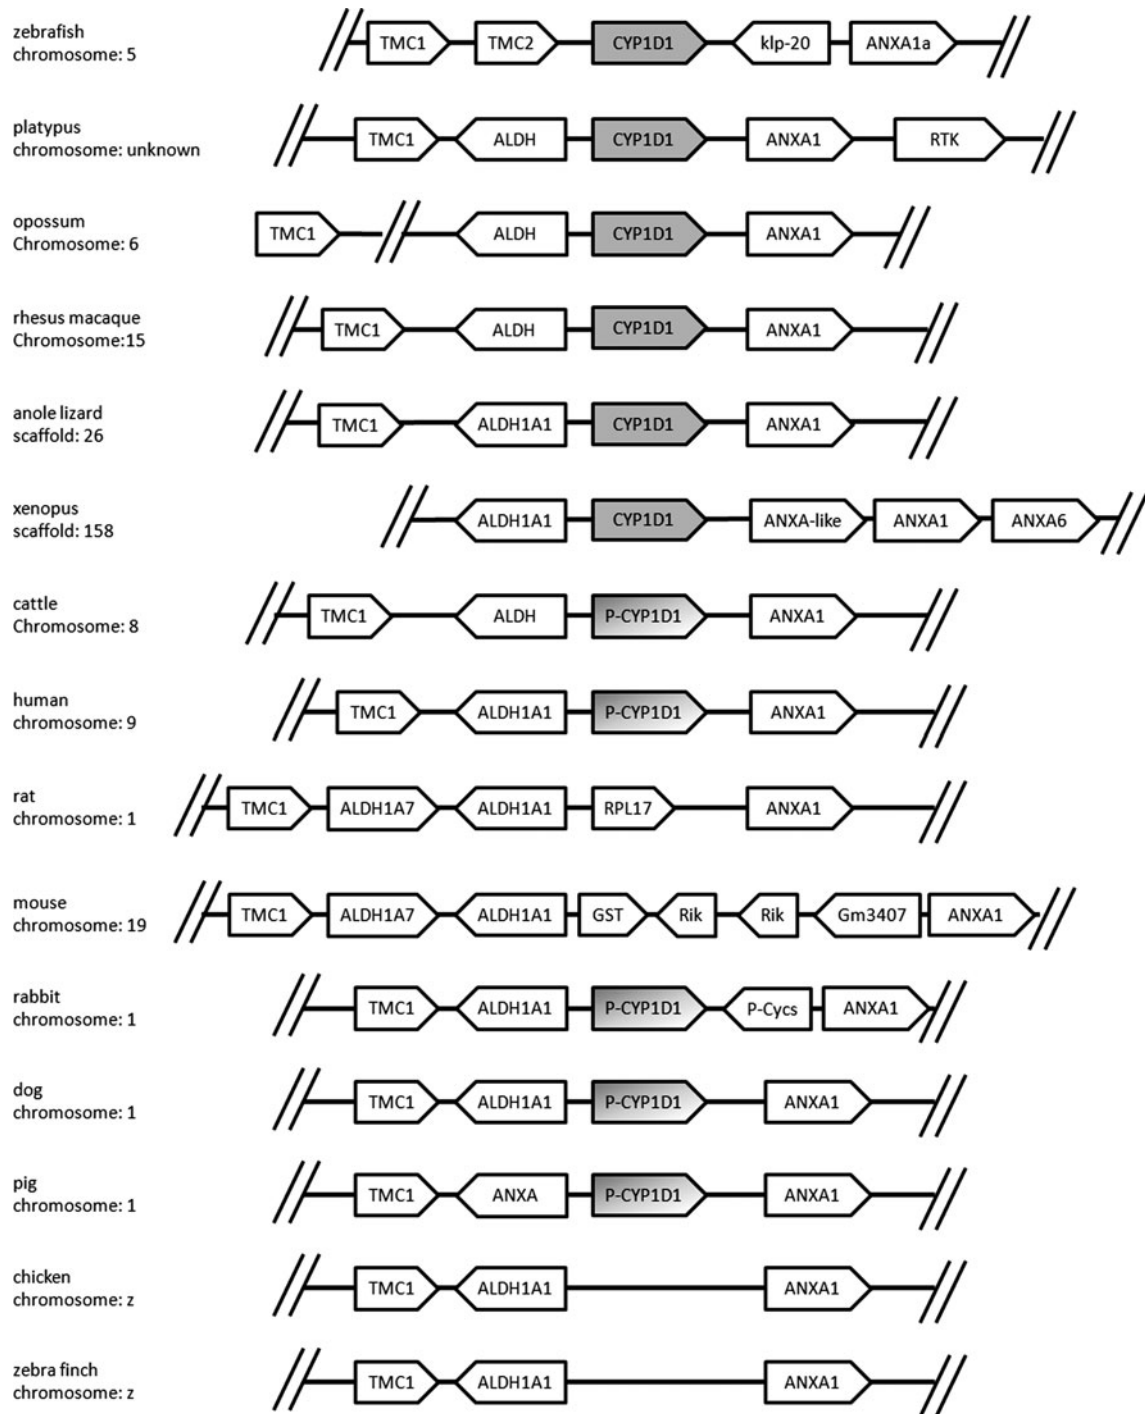 zebrafish
chromosome: 5
TMC1 TMC2 CYP1D1 klp-20 ANXA1a
platypus
chromosome: unknown
TMC1 ALDH CYP1D1 ANXA1 RTK
opossum
Chromosome: 6
TMC1 ALDH CYP1D1 ANXA1
rhesus macaque
Chromosome:15
TMC1 ALDH CYP1D1 ANXA1
anole lizard
scaffold: 26
TMC1 ALDH1A1 CYP1D1 ANXA1
xenopus
scaffold: 158
ALDH1A1 CYP1D1 ANXA-like ANXA1 ANXA6
cattle
Chromosome: 8
TMC1 ALDH P-CYP1D1 ANXA1
human
chromosome: 9
TMC1 ALDH1A1 P-CYP1D1 ANXA1
rat
chromosome: 1
TMC1 ALDH1A7 ALDH1A1 RPL17 ANXA1
mouse
chromosome: 19
TMC1 ALDH1A7 ALDH1A1 GST Rik Rik Gm3407 ANXA1
rabbit
chromosome: 1
TMC1 ALDH1A1 P-CYP1D1 P-Cycs ANXA1
dog
chromosome: 1
TMC1 ALDH1A1 P-CYP1D1 ANXA1
pig
chromosome: 1
TMC1 ANXA P-CYP1D1 ANXA1
chicken
chromosome: z
TMC1 ALDH1A1 ANXA1
zebra finch
chromosome: z
TMC1 ALDH1A1 ANXA1